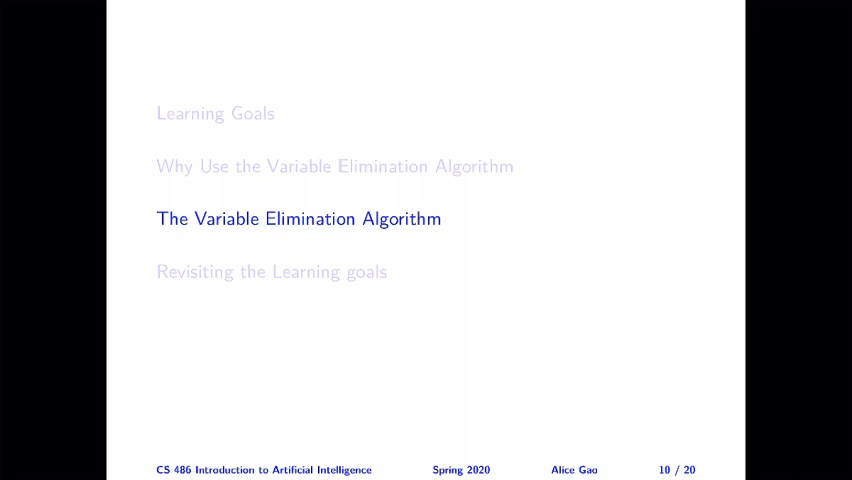 Learning Goals
Why Use the Variable Elimination Algorithm
The Variable Elimination Algorithm
Revisiting the Learning goals
CS 486 Introduction to Artificial Intelligence Spring 2020 Alice Gao 10 / 20